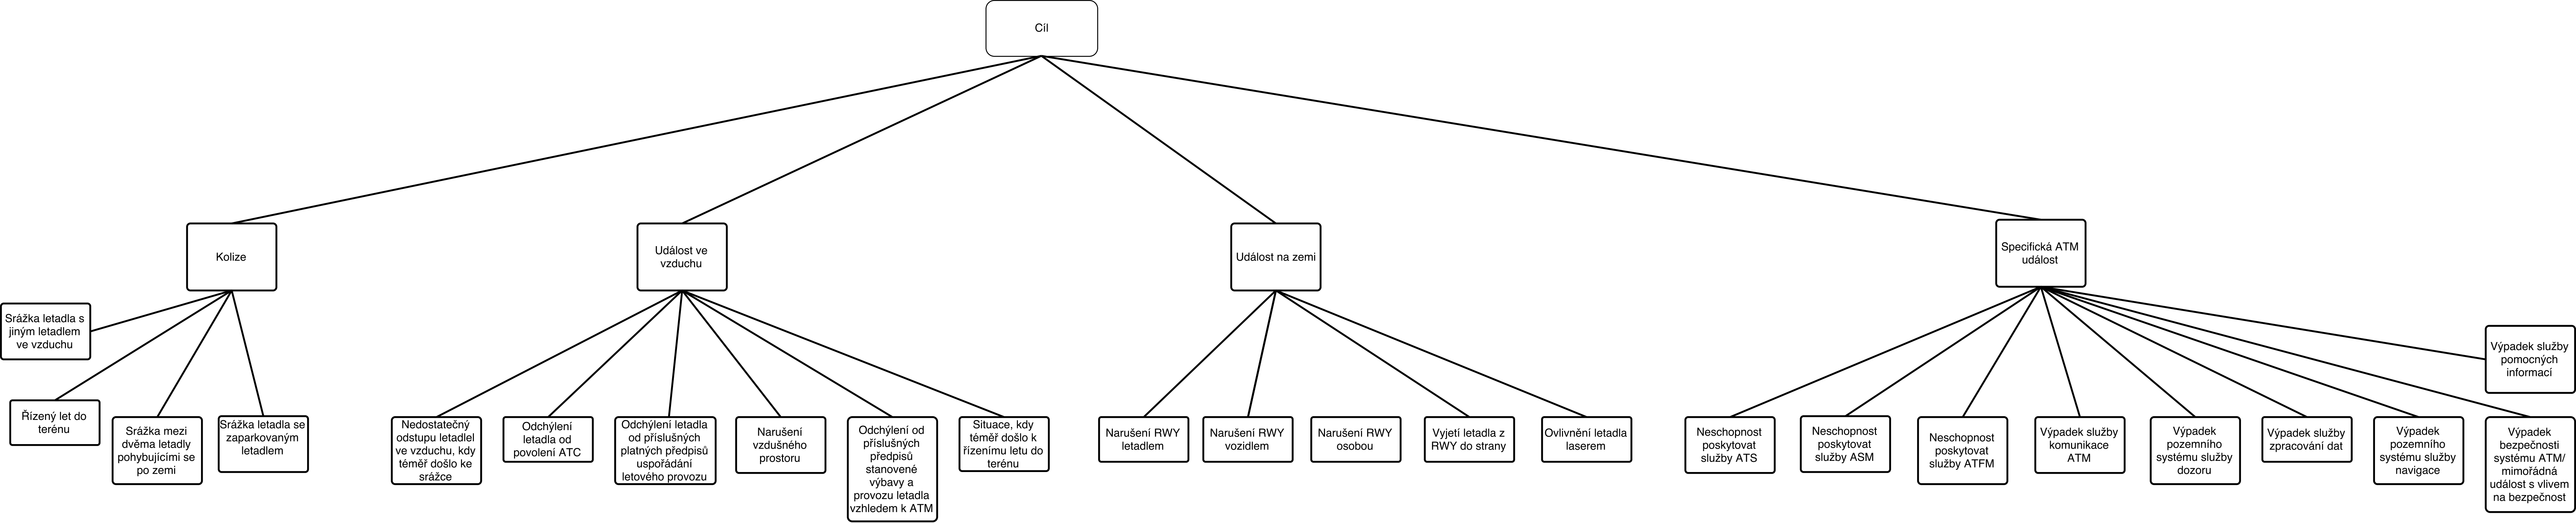 Cíl
Kolize
Událost ve
vzduchu
Událost na zemi
Specifická ATM
událost
Srážka letadla s
jiným letadlem
ve vzduchu
Řízený let do
terénu
Srážka mezi
dvěma letadly
pohybujícími se
po zemi
Srážka letadla se
zaparkovaným
letadlem
Nedostatečný
odstupu letadlel
ve vzduchu, kdy
téměř došlo ke
srážce
Odchýlení
letadla od
povolení ATC
Odchýlení letadla
od příslušných
platných předpisů
uspořádání
letového provozu
Narušení
vzdušného
prostoru
Odchýlení od
příslušných
předpisů
stanovené
výbavy a
provozu letadla
vzhledem k ATM
Situace, kdy
téměř došlo k
řízenímu letu do
terénu
Narušení RWY
letadlem
Narušení RWY
vozidlem
Narušení RWY
osobou
Vyjetí letadla z
RWY do strany
Ovlivnění letadla
laserem
Neschopnost
poskytovat
služby ATS
Neschopnost
poskytovat
služby ASM
Neschopnost
poskytovat
služby ATFM
Výpadek služby
komunikace
ATM
Výpadek
pozemního
systému služby
dozoru
Výpadek služby
zpracování dat
Výpadek
pozemního
systému služby
navigace
Výpadek
bezpečnosti
systému ATM/
mimořádná
událost s vlivem
na bezpečnost
Výpadek služby
pomocných
informací